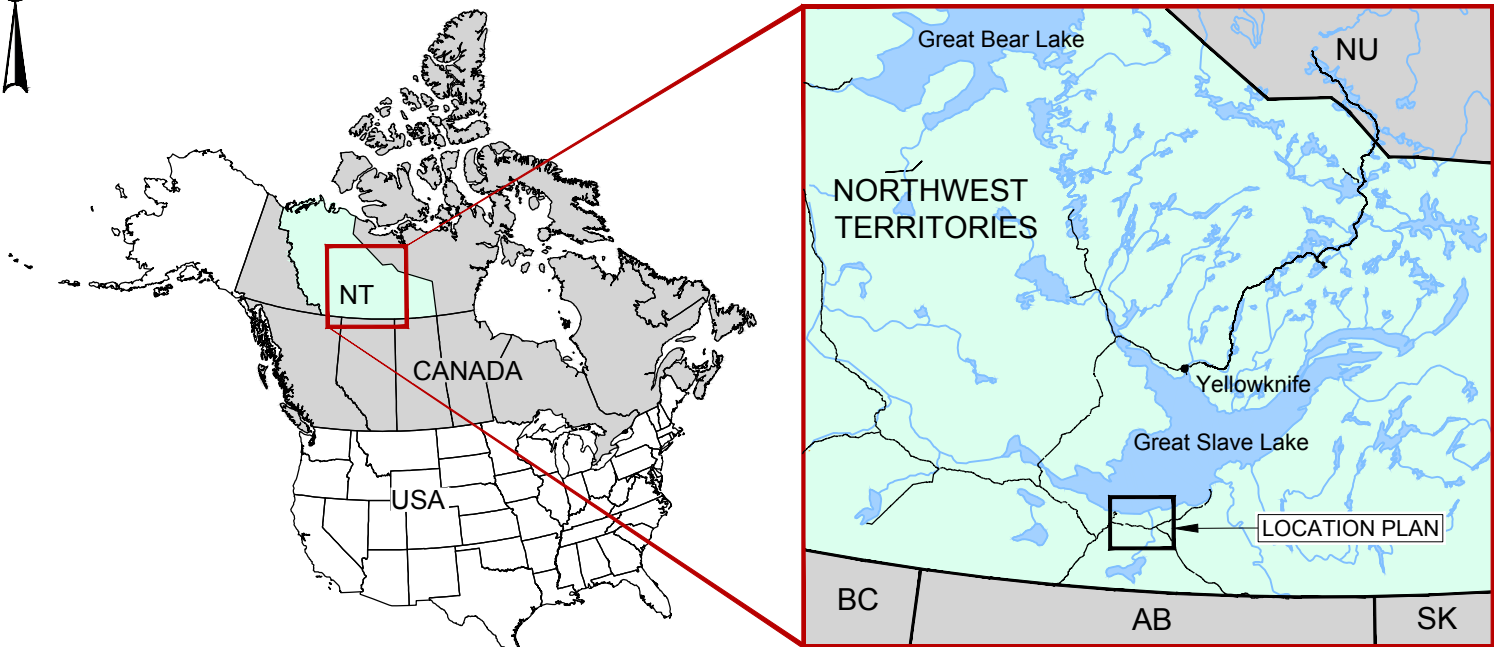 NT
CANADA
USA
Great Bear Lake
NU
NORTHWEST
TERRITORIES
Yellowknife
Great Slave Lake
LOCATION PLAN
BC
AB
SK